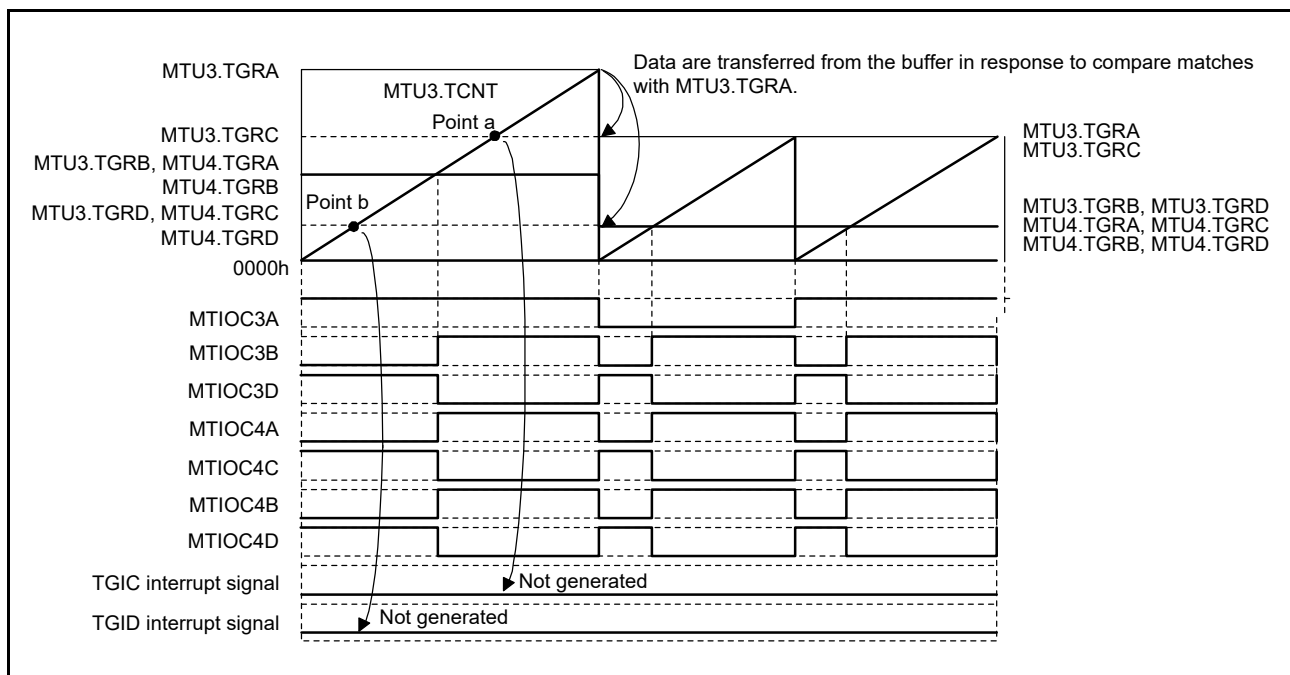 MTU3.TGRA
Data are transferred from the buffer in response to compare matches
with MTU3.TGRA.
MTU3.TCNT
Point a
MTU3.TGRC
MTU3.TGRA
MTU3.TGRC
MTU3.TGRB, MTU4.TGRA
MTU4.TGRB
Point b
MTU3.TGRD, MTU4.TGRC
MTU4.TGRD
MTU3.TGRB, MTU3.TGRD
MTU4.TGRA, MTU4.TGRC
MTU4.TGRB, MTU4.TGRD
0000h
MTIOC3A
MTIOC3B
MTIOC3D
MTIOC4A
MTIOC4C
MTIOC4B
MTIOC4D
TGIC interrupt signal
Not generated
TGID interrupt signal
Not generated